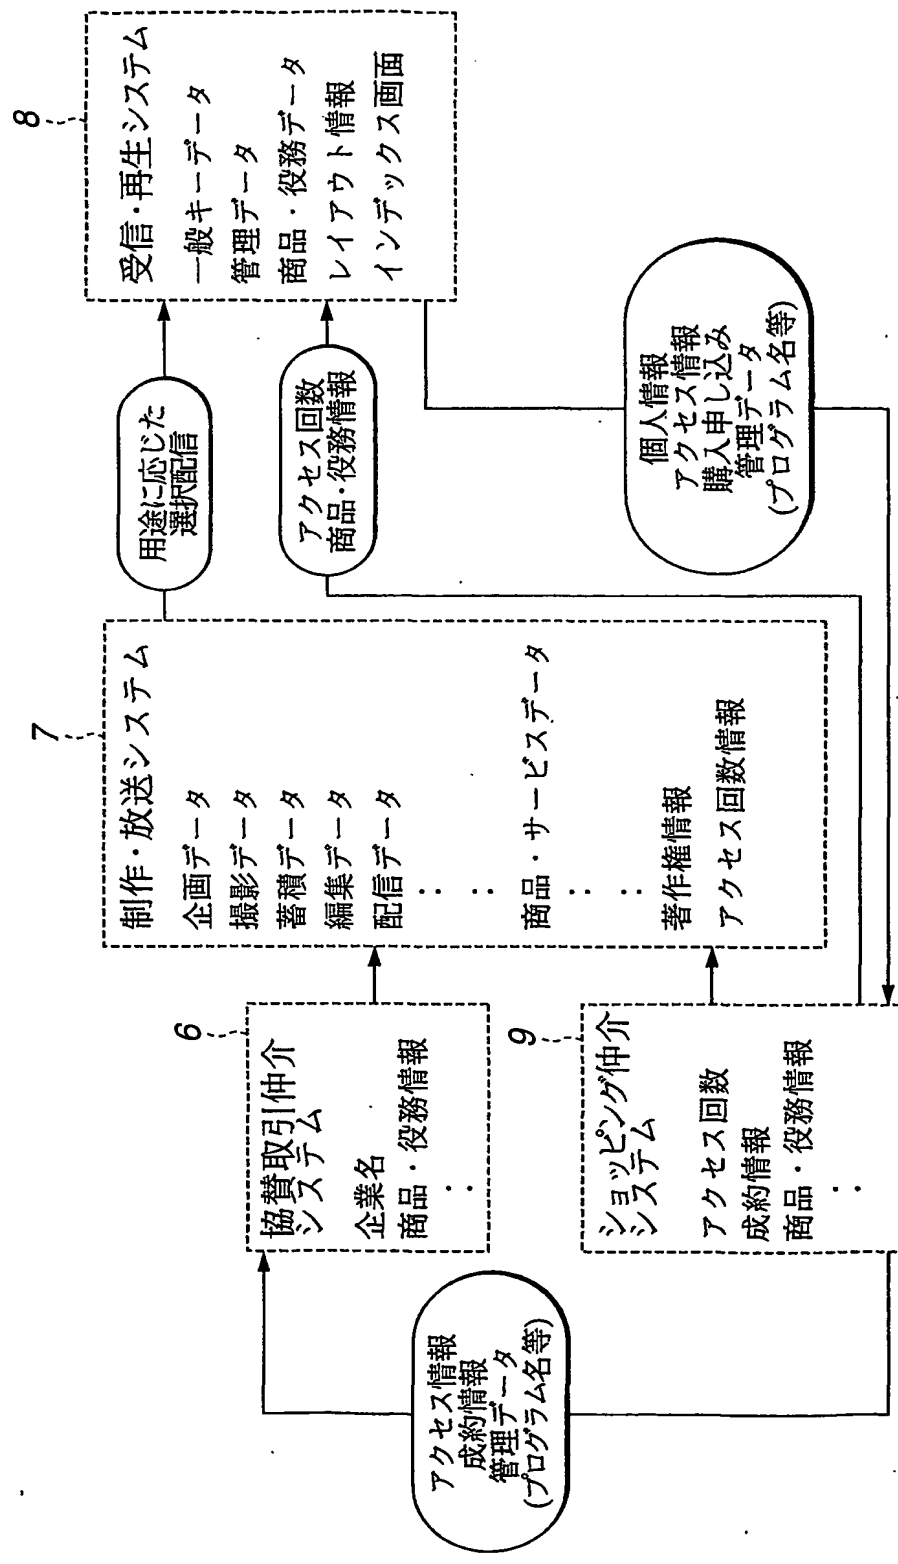 アクセス情報
成約情報
管理データ
(プログラム名等)
6
協賛取引仲介
システム
企業名
商品・役務情報
:
9
ショッピング仲介
システム
アクセス回数
成約情報
商品・役務情報
:
7
制作・放送システム
企画データ
撮影データ
蓄積データ
編集データ
配信データ
:
:
商品・サービスデータ
:
:
著作権情報
アクセス回数情報
用途に応じた
選択配信
アクセス回数
商品・役務情報
8
受信・再生システム
一般キーデータ
管理データ
商品・役務データ
レイアウト情報
インデックス画面
個人情報
アクセス情報
購入申し込み
管理データ
(プログラム名等)